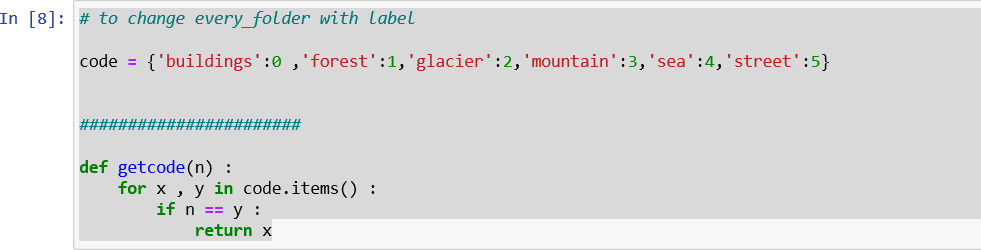 In [8]: # to change every_folder with label
code = {'buildings':0 ,'forest':1,'glacier':2,'mountain':3,'sea':4,'street':5}
#######################
def getcode(n) :
    for x , y in code.items() :
        if n == y :
            return x